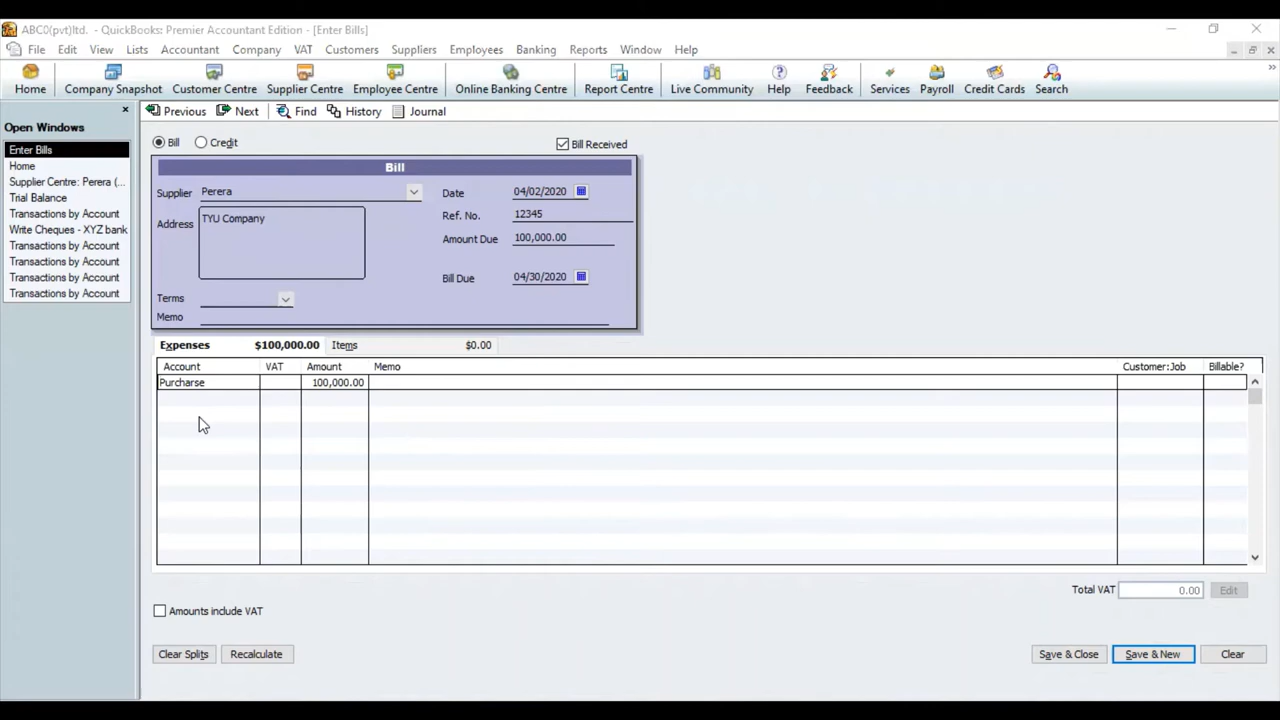 ABC0(pvt)ltd. - QuickBooks: Premier Accountant Edition - [Enter Bills]
File Edit View Lists Accountant Company VAT Customers Suppliers Employees Banking Reports Window Help
Home Company Snapshot Customer Centre Supplier Centre Employee Centre Online Banking Centre Report Centre Live Community Help Feedback Services Payroll Credit Cards Search
Previous Next Find History Journal
Open Windows
Enter Bills
Home
Supplier Centre: Perera (...
Trial Balance
Transactions by Account
Write Cheques - XYZ bank
Transactions by Account
Transactions by Account
Transactions by Account
Transactions by Account
Bill Credit Bill Received
Bill
Supplier Perera
Address TYU Company
Terms
Memo
Date 04/02/2020
Ref. No. 12345
Amount Due 100,000.00
Bill Due 04/30/2020
Expenses $100,000.00 Items $0.00
Account VAT Amount Memo Customer:Job Billable?
Purcharse 100,000.00
Total VAT 0.00 Edit
Amounts include VAT
Clear Splits Recalculate Save & Close Save & New Clear